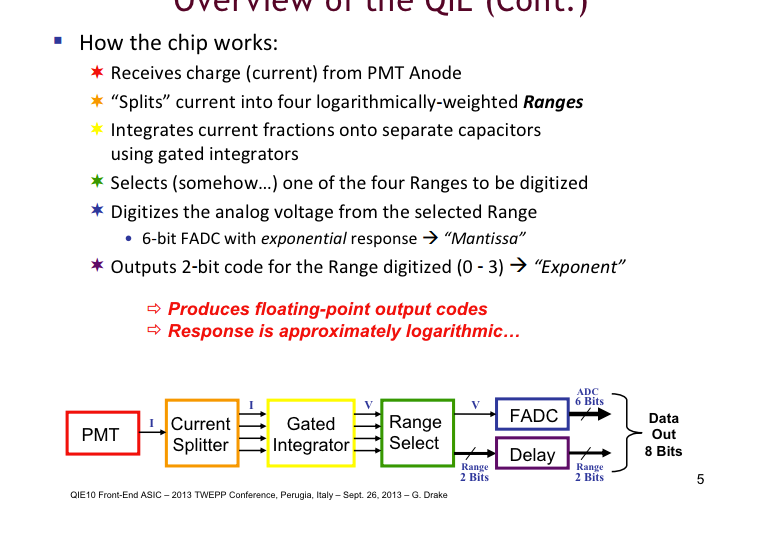 Overview of the QIE (Cont.)
How the chip works:
Receives charge (current) from PMT Anode
“Splits” current into four logarithmically-weighted Ranges
Integrates current fractions onto separate capacitors
using gated integrators
Selects (somehow…) one of the four Ranges to be digitized
Digitizes the analog voltage from the selected Range
• 6-bit FADC with exponential response → “Mantissa”
Outputs 2-bit code for the Range digitized (0 - 3) → “Exponent”
⇨ Produces floating-point output codes
⇨ Response is approximately logarithmic…
PMT
I
Current
Splitter
I
Gated
Integrator
V
Range
Select
V
FADC
ADC
6 Bits
Range
2 Bits
Delay
Range
2 Bits
Data
Out
8 Bits
5
QIE10 Front-End ASIC – 2013 TWEPP Conference, Perugia, Italy – Sept. 26, 2013 – G. Drake